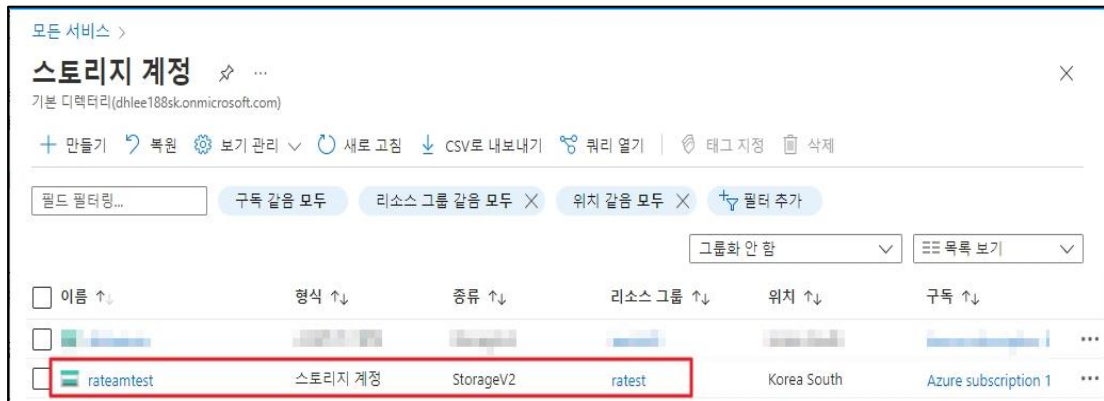 모든 서비스 >
스토리지 계정 ...
기본 디렉터리(dhlee188sk.onmicrosoft.com)
만들기 복원 보기 관리 새로 고침 CSV로 내보내기 쿼리 열기 태그 지정 삭제
필드 필터링... 구독 같음 모두 리소스 그룹 같음 모두 위치 같음 모두 필터 추가
그룹화 안 함 목록 보기
이름 ↑↓ 형식 ↑↓ 종류 ↑↓ 리소스 그룹 ↑↓ 위치 ↑↓ 구독 ↑↓
rateamtest 스토리지 계정 StorageV2 ratest Korea South Azure subscription 1 ...